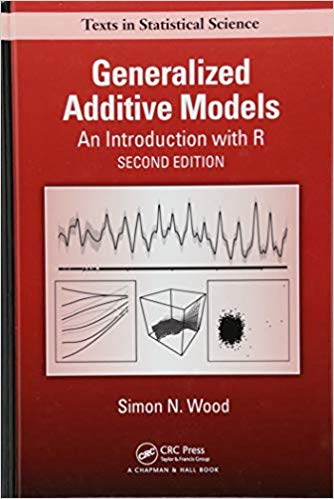 Texts in Statistical Science
Generalized
Additive Models
An Introduction with R
SECOND EDITION
Simon N. Wood
CRC
CRC Press
Taylor & Francis Group
A CHAPMAN & HALL BOOK